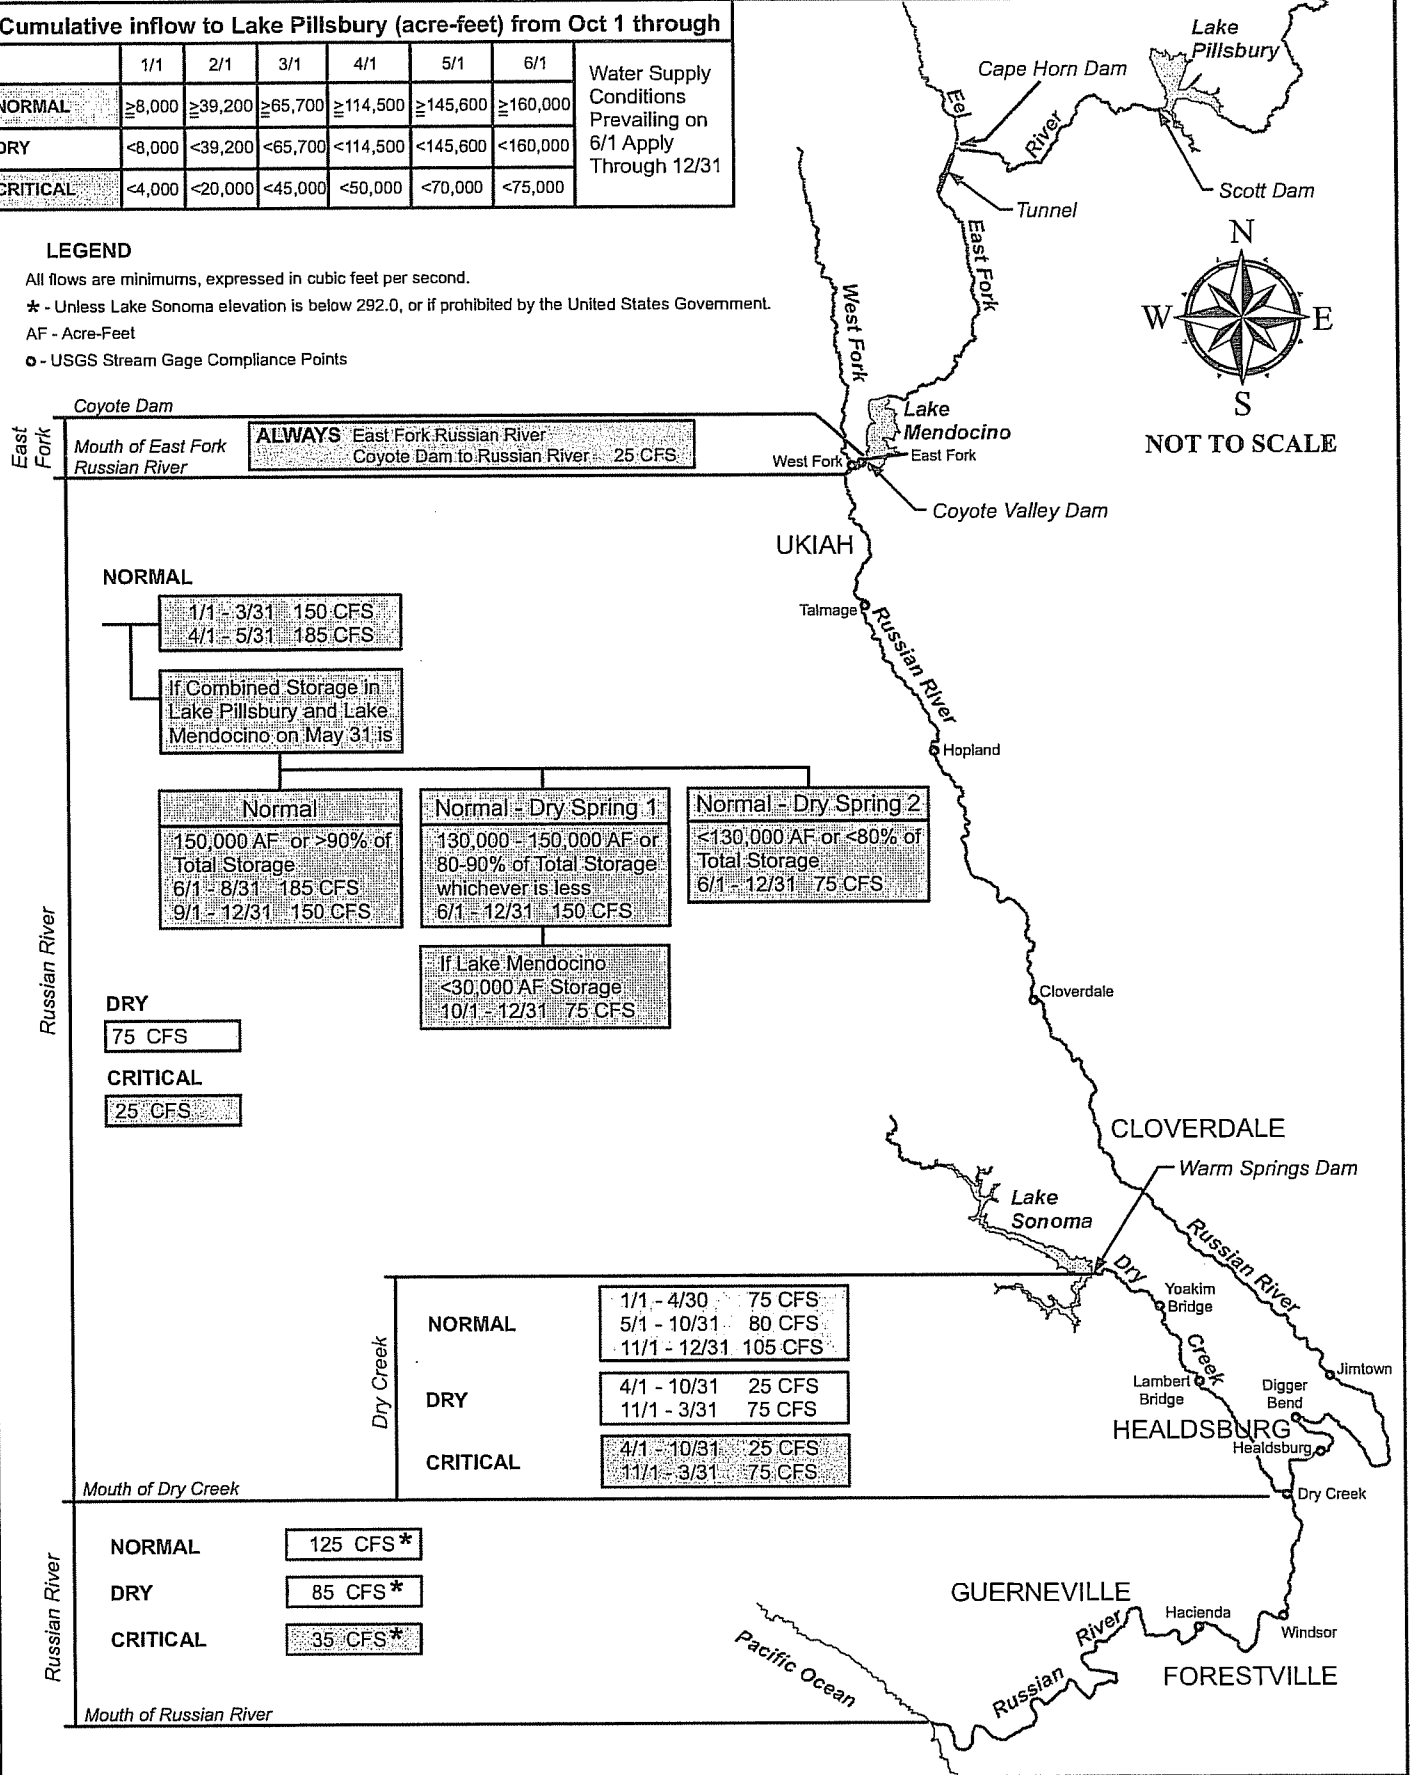 Cumulative inflow to Lake Pillsbury (acre-feet) from Oct 1 through
1/1 2/1 3/1 4/1 5/1 6/1
NORMAL ≥8,000 ≥39,200 ≥65,700 ≥114,500 ≥145,600 ≥160,000
DRY <8,000 <39,200 <65,700 <114,500 <145,600 <160,000
CRITICAL <4,000 <20,000 <45,000 <50,000 <70,000 <75,000
Water Supply
Conditions
Prevailing on
6/1 Apply
Through 12/31
LEGEND
All flows are minimums, expressed in cubic feet per second.
* - Unless Lake Sonoma elevation is below 292.0, or if prohibited by the United States Government.
AF - Acre-Feet
o - USGS Stream Gage Compliance Points
Lake
Pillsbury
Cape Horn Dam
Eel
River
Scott Dam
Tunnel
East Fork
West Fork
N
W E
S
NOT TO SCALE
Lake
Mendocino
West Fork
East Fork
Coyote Valley Dam
East
Fork
Coyote Dam
Mouth of East Fork
Russian River
ALWAYS East Fork Russian River
Coyote Dam to Russian River 25 CFS
UKIAH
Talmage
Russian River
Hopland
Cloverdale
CLOVERDALE
Russian River
NORMAL
1/1 - 3/31 150 CFS
4/1 - 5/31 185 CFS
If Combined Storage in
Lake Pillsbury and Lake
Mendocino on May 31 is
Normal
150,000 AF or >90% of
Total Storage
6/1 - 8/31 185 CFS
9/1 - 12/31 150 CFS
Normal - Dry Spring 1
130,000 - 150,000 AF or
80-90% of Total Storage
whichever is less
6/1 - 12/31 150 CFS
If Lake Mendocino
<30,000 AF Storage
10/1 - 12/31 75 CFS
Normal - Dry Spring 2
<130,000 AF or <80% of
Total Storage
6/1 - 12/31 75 CFS
DRY
75 CFS
CRITICAL
25 CFS
Warm Springs Dam
Lake
Sonoma
Russian River
Dry
Creek
Yoakim
Bridge
Lambert
Bridge
Jimtown
Digger
Bend
HEALDSBURG
Healdsburg
Dry Creek
Dry Creek
NORMAL
1/1 - 4/30 75 CFS
5/1 - 10/31 80 CFS
11/1 - 12/31 105 CFS
DRY
4/1 - 10/31 25 CFS
11/1 - 3/31 75 CFS
CRITICAL
4/1 - 10/31 25 CFS
11/1 - 3/31 75 CFS
Mouth of Dry Creek
Russian River
NORMAL 125 CFS*
DRY 85 CFS*
CRITICAL 35 CFS*
Mouth of Russian River
GUERNEVILLE
Hacienda
Windsor
FORESTVILLE
Russian River
Pacific Ocean